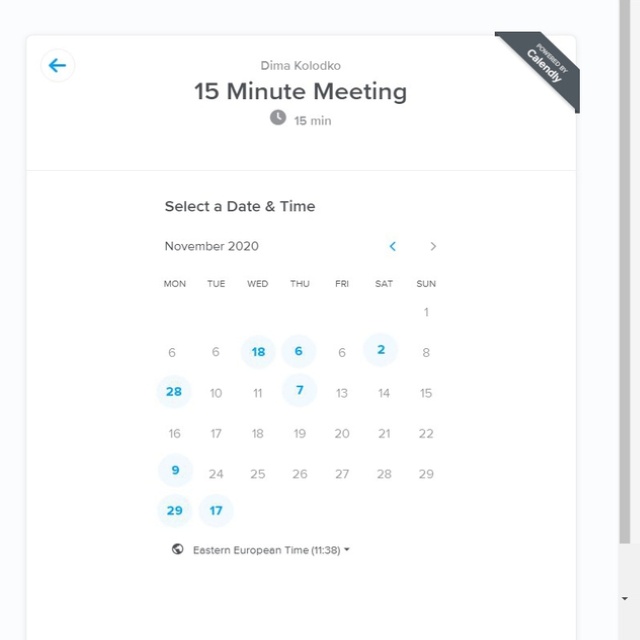 POWERED BY
Calendly
Dima Kolodko
15 Minute Meeting
15 min
Select a Date & Time
November 2020
MON TUE WED THU FRI SAT SUN
1
6 6 18 6 6 2 8
28 10 11 7 13 14 15
16 17 18 19 20 21 22
9 24 25 26 27 28 29
29 17
Eastern European Time (11:38)